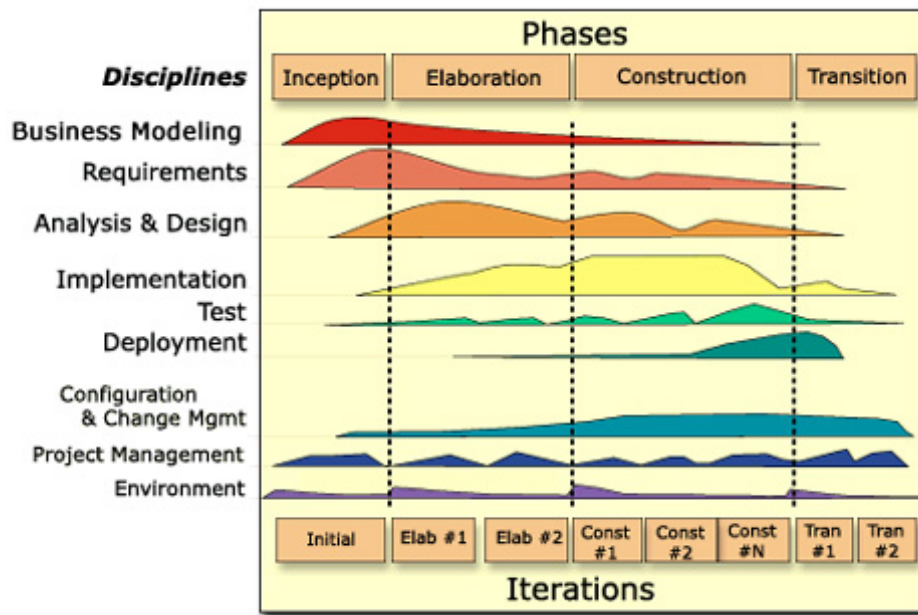 Phases
Disciplines
Inception
Elaboration
Construction
Transition
Business Modeling
Requirements
Analysis & Design
Implementation
Test
Deployment
Configuration
& Change Mgmt
Project Management
Environment
Initial
Elab #1
Elab #2
Const
#1
Const
#2
Const
#N
Tran
#1
Tran
#2
Iterations